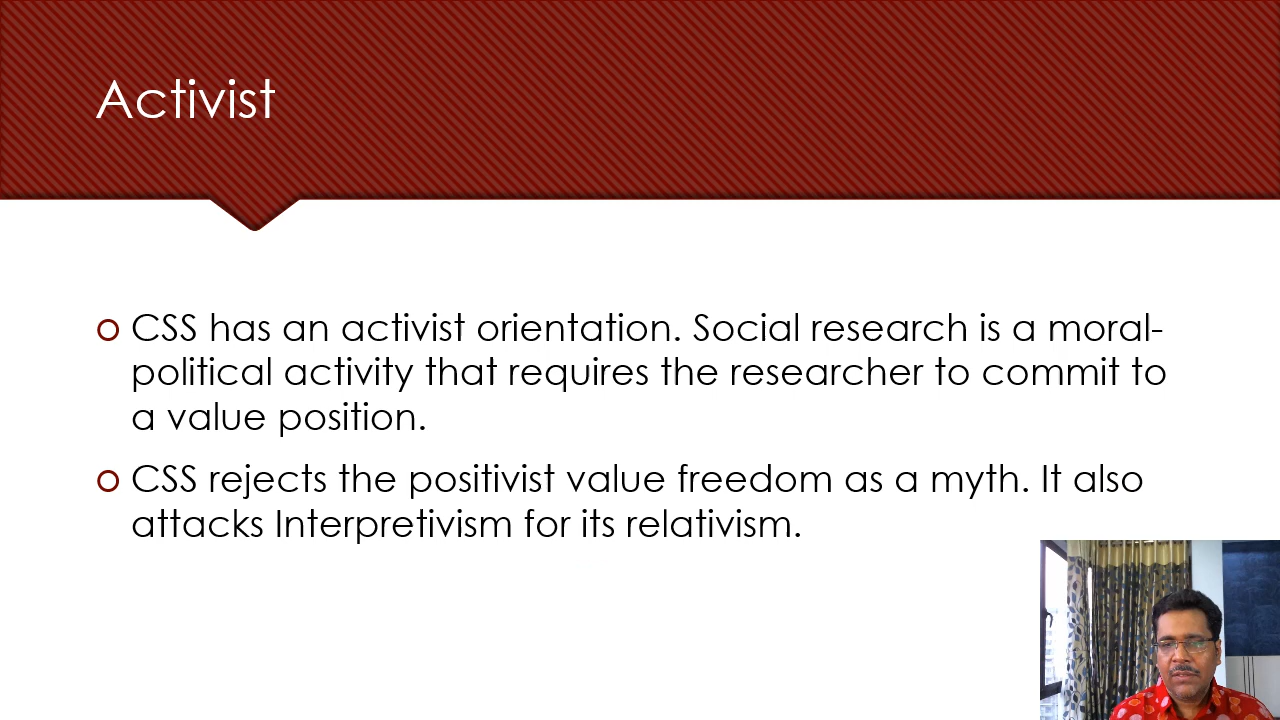 Activist
CSS has an activist orientation. Social research is a moral-
political activity that requires the researcher to commit to
a value position.
CSS rejects the positivist value freedom as a myth. It also
attacks Interpretivism for its relativism.